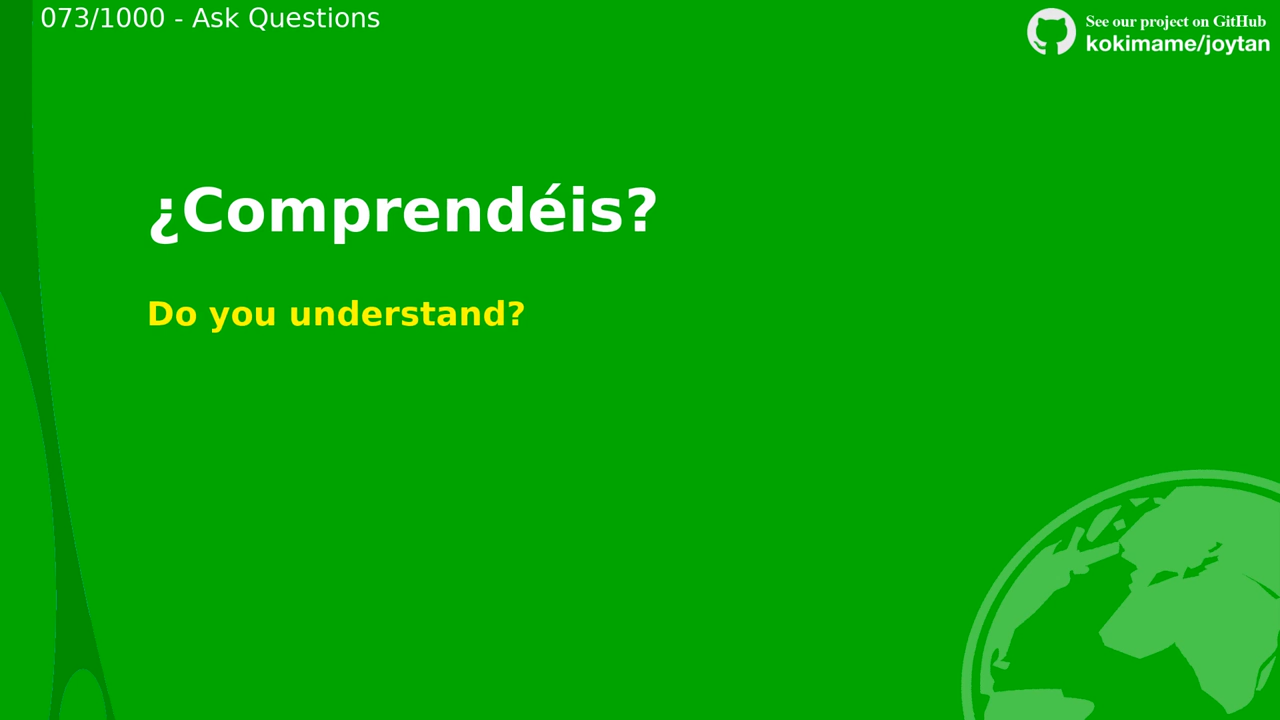 073/1000 - Ask Questions
See our project on GitHub
kokimame/joytan
¿Comprendéis?
Do you understand?